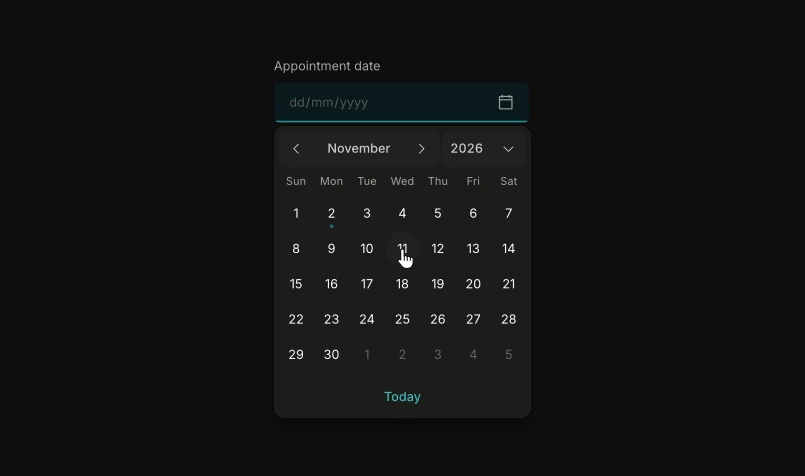 Appointment date
dd/mm/yyyy
November 2026
Sun Mon Tue Wed Thu Fri Sat
1 2 3 4 5 6 7
8 9 10 11 12 13 14
15 16 17 18 19 20 21
22 23 24 25 26 27 28
29 30 1 2 3 4 5
Today